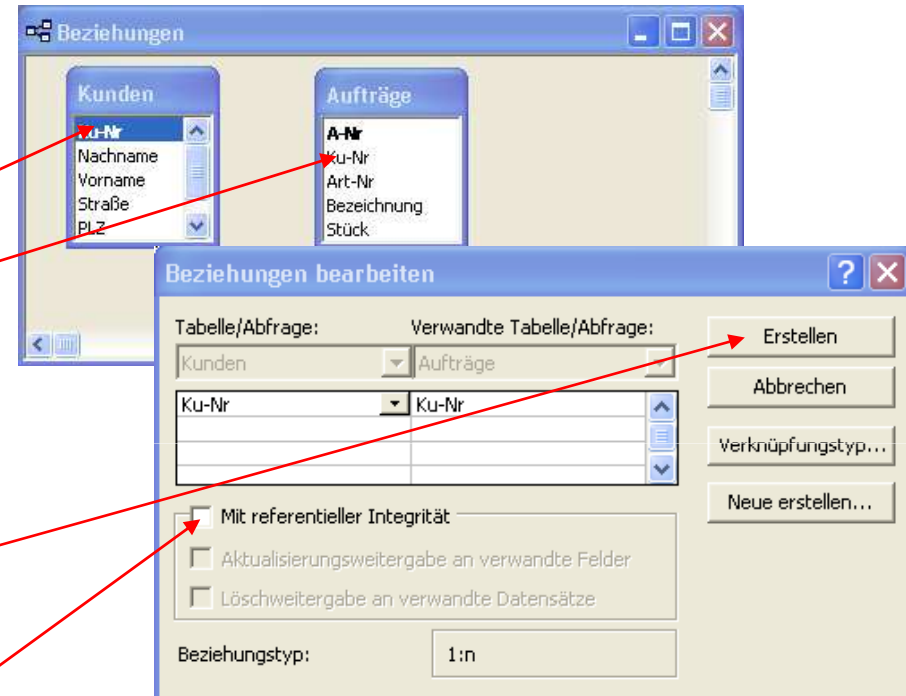 Beziehungen
Kunden
Ku-Nr
Nachname
Vorname
Straße
PLZ
Aufträge
A-Nr
Ku-Nr
Art-Nr
Bezeichnung
Stück
Beziehungen bearbeiten
Tabelle/Abfrage: Verwandte Tabelle/Abfrage:
Kunden Aufträge
Ku-Nr Ku-Nr
Erstellen
Abbrechen
Verknüpfungstyp...
Neue erstellen...
Mit referentieller Integrität
Aktualisierungsweitergabe an verwandte Felder
Löschweitergabe an verwandte Datensätze
Beziehungstyp: 1:n